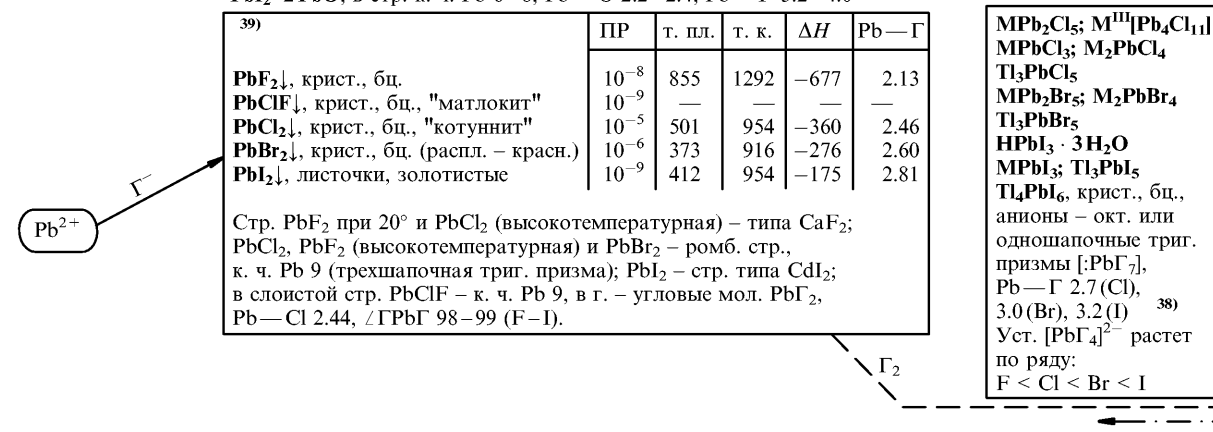 39) ПР т. пл. т. к. ΔH Pb—Г
PbF₂↓, крист., бц. 10⁻⁸ 855 1292 −677 2.13
PbClF↓, крист., бц., "матлокит" 10⁻⁹ — — — —
PbCl₂↓, крист., бц., "котуннит" 10⁻⁵ 501 954 −360 2.46
PbBr₂↓, крист., бц. (распл. – красн.) 10⁻⁶ 373 916 −276 2.60
PbI₂↓, листочки, золотистые 10⁻⁹ 412 954 −175 2.81
Стр. PbF₂ при 20° и PbCl₂ (высокотемпературная) – типа CaF₂;
PbCl₂, PbF₂ (высокотемпературная) и PbBr₂ – ромб. стр.,
к. ч. Pb 9 (трехшапочная триг. призма); PbI₂ – стр. типа CdI₂;
в слоистой стр. PbClF – к. ч. Pb 9, в г. – угловые мол. PbГ₂,
Pb—Cl 2.44, ∠ГPbГ 98–99 (F–I).
Г⁻
Pb²⁺
Г₂
MPb₂Cl₅; Mᴵᴵᴵ[Pb₄Cl₁₁]
MPbCl₃; M₂PbCl₄
Tl₃PbCl₅
MPb₂Br₅; M₂PbBr₄
Tl₃PbBr₅
HPbI₃ · 3H₂O
MPbI₃; Tl₃PbI₅
Tl₄PbI₆, крист., бц.,
анионы – окт. или
одношапочные триг.
призмы [:PbГ₇],
Pb—Г 2.7 (Cl),
3.0 (Br), 3.2 (I) 38)
Уст. [PbГ₄]²⁻ растет
по ряду:
F < Cl < Br < I